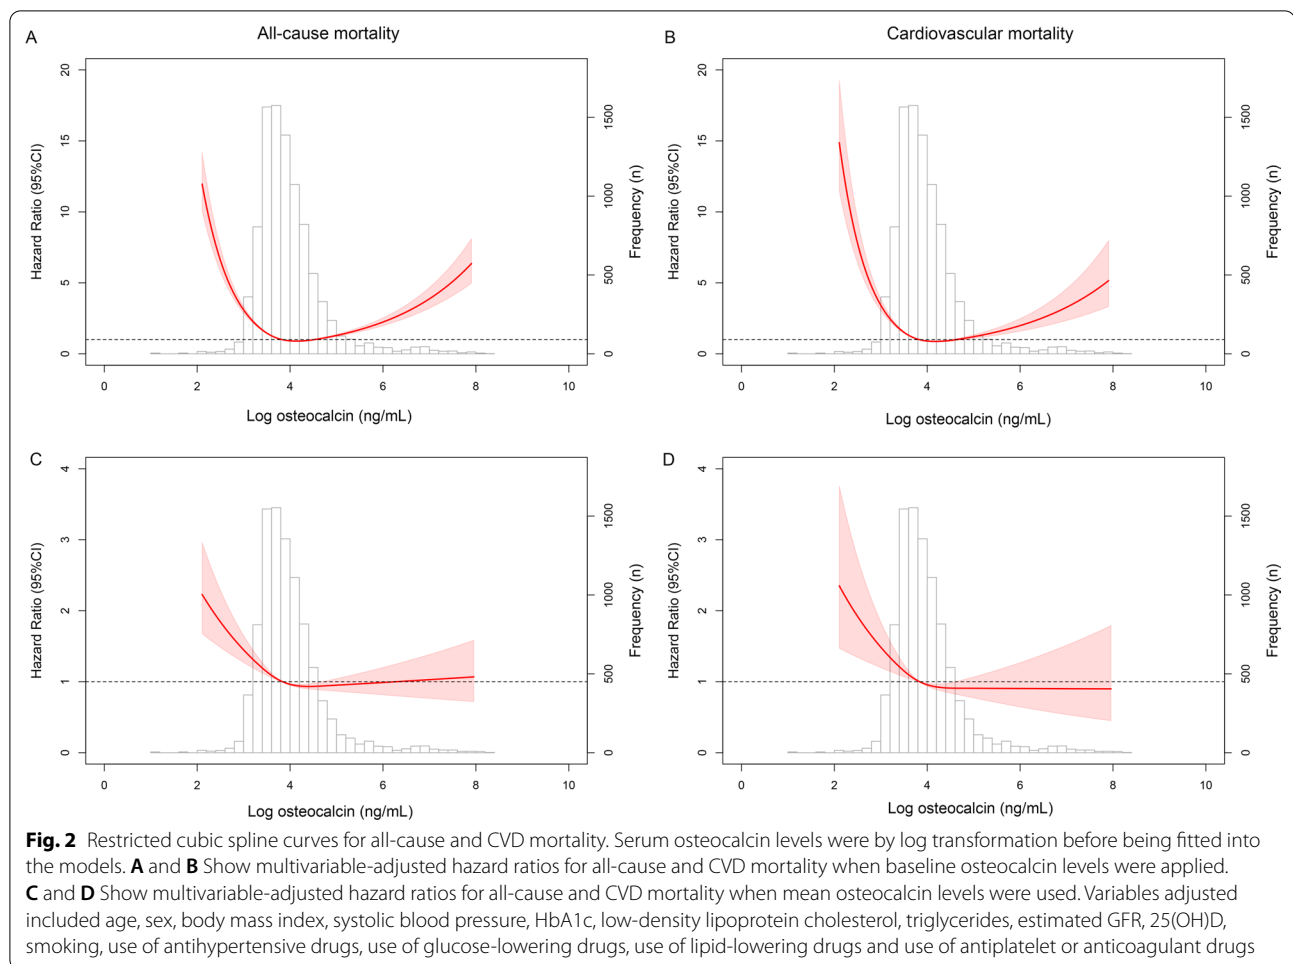 A
All-cause mortality
Hazard Ratio (95%CI)
20
15
10
5
0
1500
1000
500
0
Frequency (n)
0 2 4 6 8 10
Log osteocalcin (ng/mL)
B
Cardiovascular mortality
Hazard Ratio (95%CI)
20
15
10
5
0
1500
1000
500
0
Frequency (n)
0 2 4 6 8 10
Log osteocalcin (ng/mL)
C
Hazard Ratio (95%CI)
4
3
2
1
0
1500
1000
500
0
Frequency (n)
0 2 4 6 8 10
Log osteocalcin (ng/mL)
D
Hazard Ratio (95%CI)
4
3
2
1
0
1500
1000
500
0
Frequency (n)
0 2 4 6 8 10
Log osteocalcin (ng/mL)
Fig. 2 Restricted cubic spline curves for all-cause and CVD mortality. Serum osteocalcin levels were by log transformation before being fitted into
the models. A and B Show multivariable-adjusted hazard ratios for all-cause and CVD mortality when baseline osteocalcin levels were applied.
C and D Show multivariable-adjusted hazard ratios for all-cause and CVD mortality when mean osteocalcin levels were used. Variables adjusted
included age, sex, body mass index, systolic blood pressure, HbA1c, low-density lipoprotein cholesterol, triglycerides, estimated GFR, 25(OH)D,
smoking, use of antihypertensive drugs, use of glucose-lowering drugs, use of lipid-lowering drugs and use of antiplatelet or anticoagulant drugs